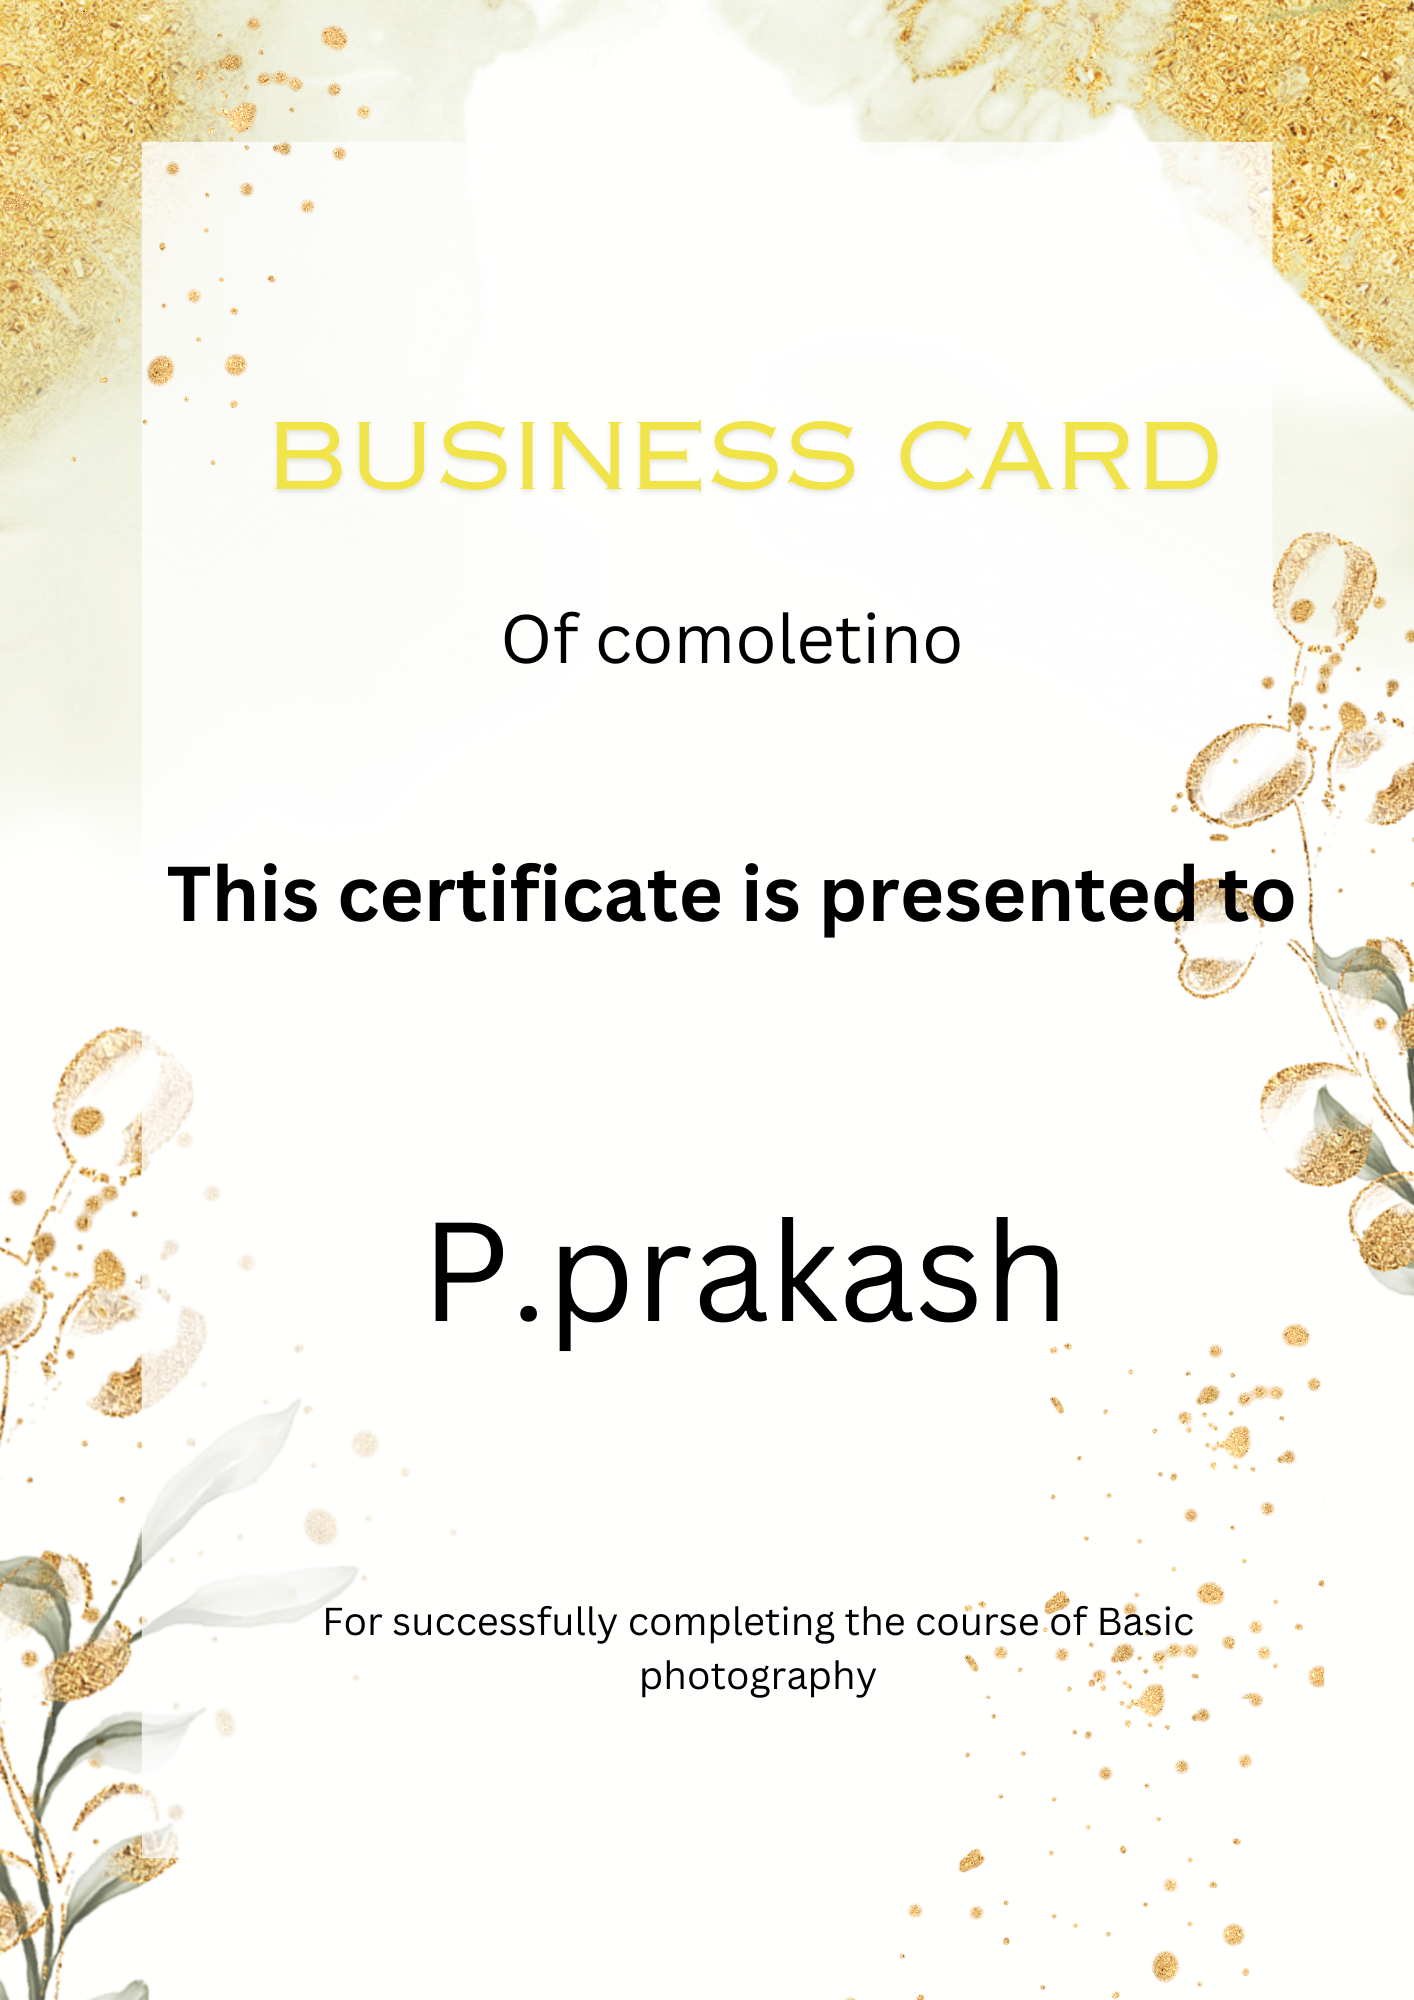 BUSINESS CARD
Of comoletino
This certificate is presented to
P.prakash
For successfully completing the course of Basic
photography